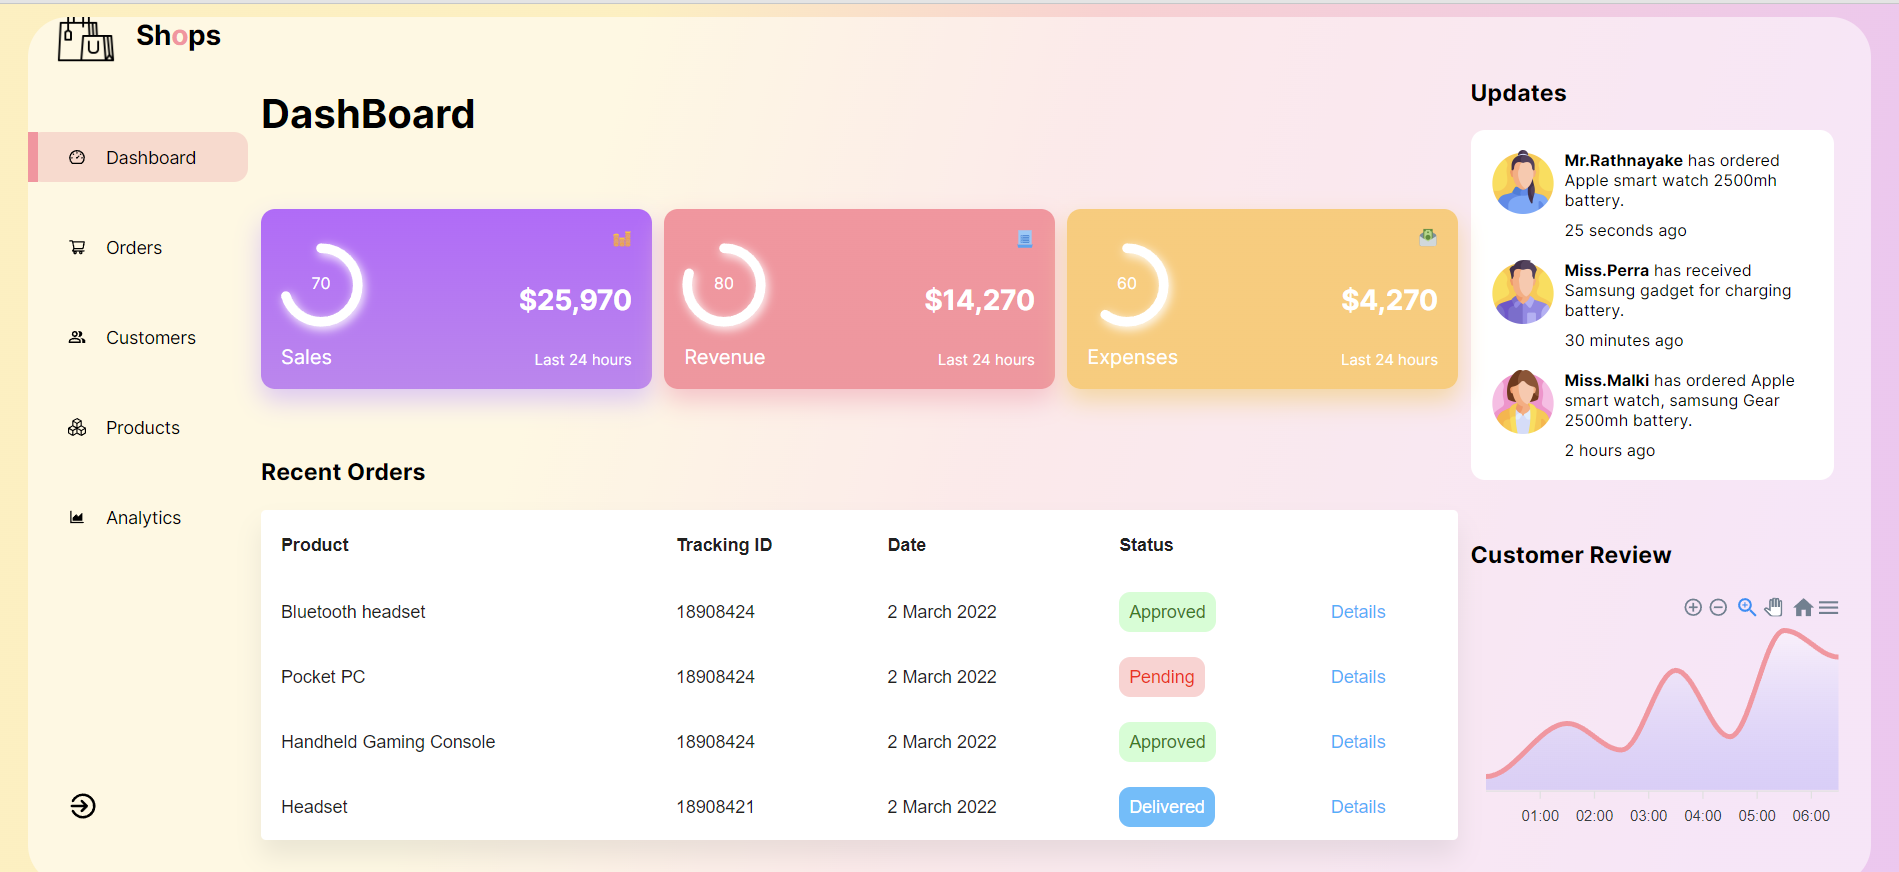 Shops
Dashboard
Orders
Customers
Products
Analytics
DashBoard
70
$25,970
Sales
Last 24 hours
80
$14,270
Revenue
Last 24 hours
60
$4,270
Expenses
Last 24 hours
Recent Orders
Product Tracking ID Date Status
Bluetooth headset 18908424 2 March 2022 Approved Details
Pocket PC 18908424 2 March 2022 Pending Details
Handheld Gaming Console 18908424 2 March 2022 Approved Details
Headset 18908421 2 March 2022 Delivered Details
Updates
Mr.Rathnayake has ordered
Apple smart watch 2500mh
battery.
25 seconds ago
Miss.Perra has received
Samsung gadget for charging
battery.
30 minutes ago
Miss.Malki has ordered Apple
smart watch, samsung Gear
2500mh battery.
2 hours ago
Customer Review
01:00 02:00 03:00 04:00 05:00 06:00